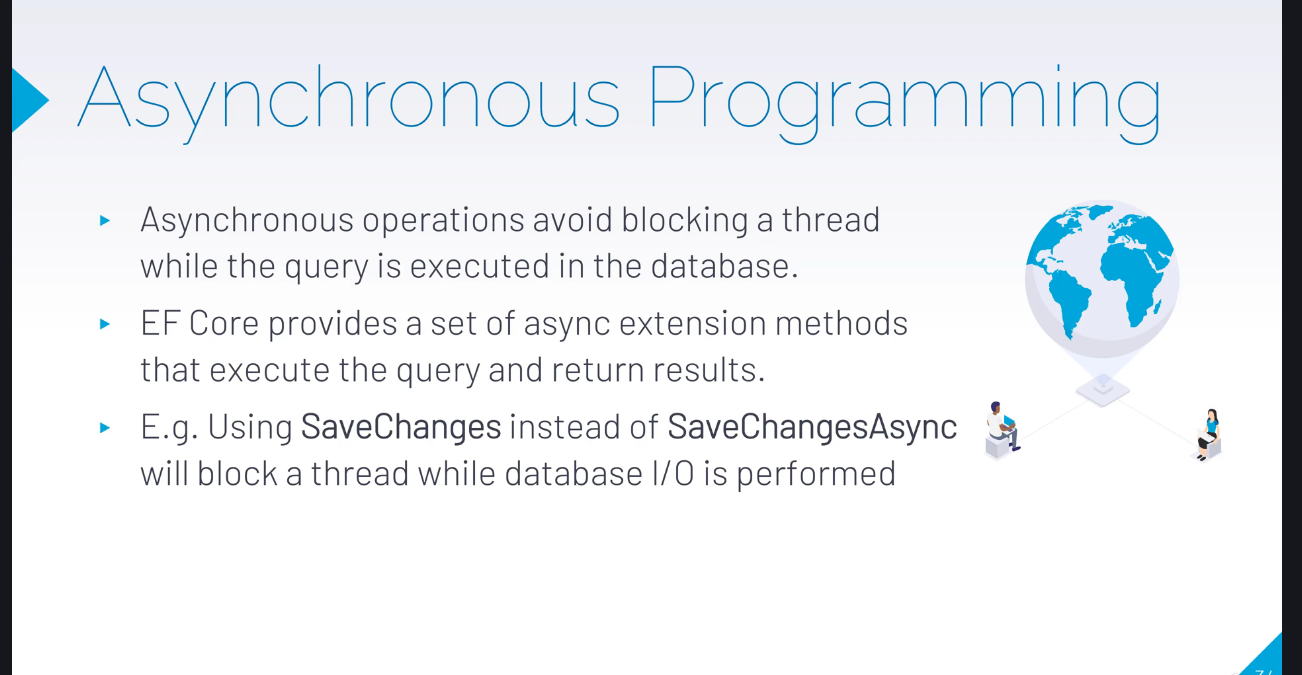 Asynchronous Programming
Asynchronous operations avoid blocking a thread
while the query is executed in the database.
EF Core provides a set of async extension methods
that execute the query and return results.
E.g. Using SaveChanges instead of SaveChangesAsync
will block a thread while database I/O is performed